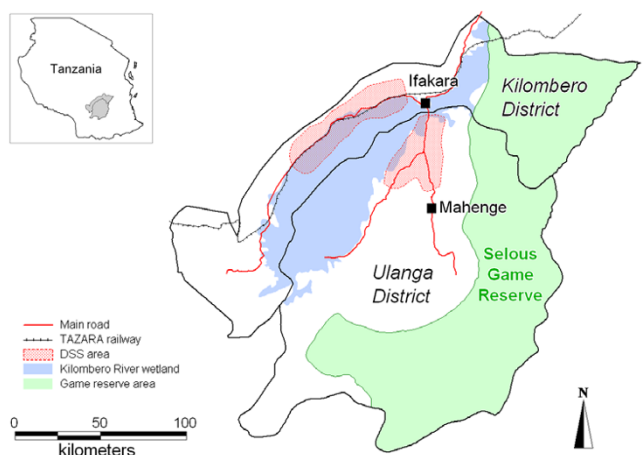 Tanzania
Ifakara
Kilombero
District
Mahenge
Selous
Game
Reserve
Ulanga
District
Main road
TAZARA railway
DSS area
Kilombero River wetland
Game reserve area
0 50 100
kilometers
N